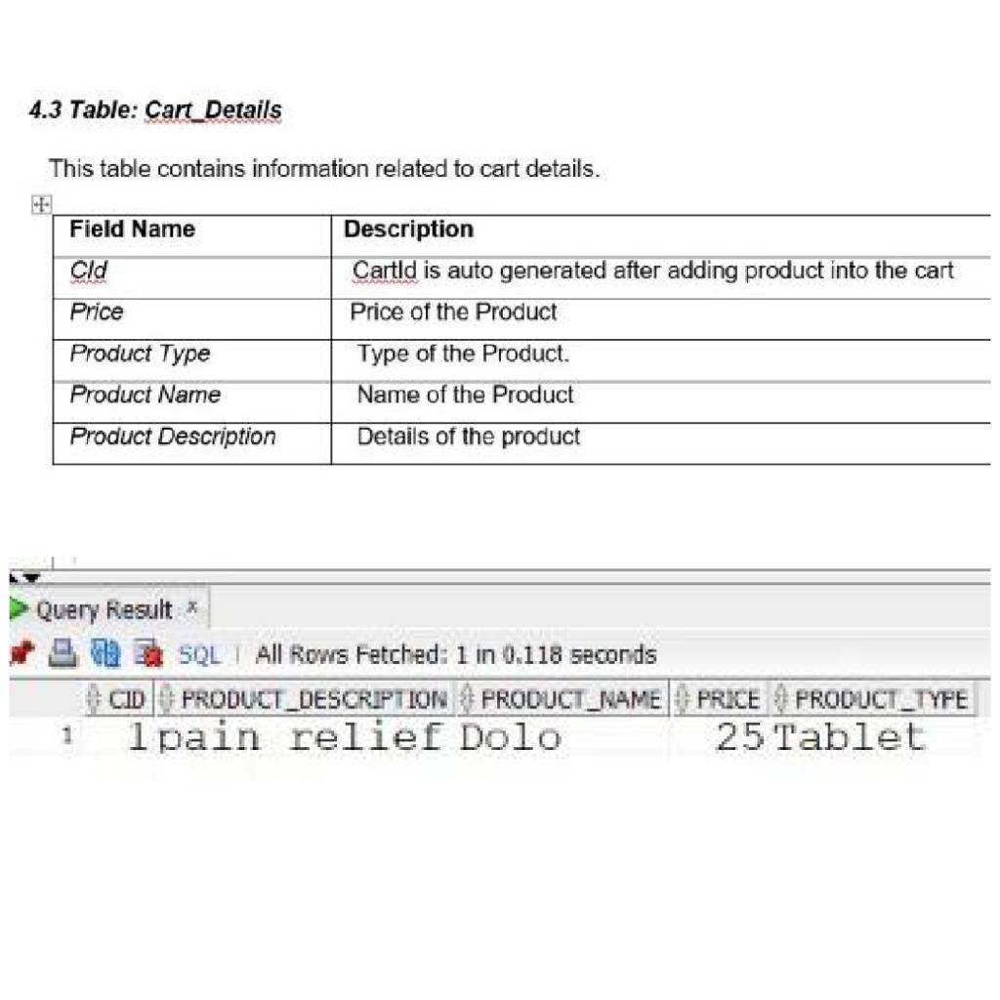 4.3 Table: Cart_Details
This table contains information related to cart details.
Field Name Description
CId CartId is auto generated after adding product into the cart
Price Price of the Product
Product Type Type of the Product.
Product Name Name of the Product
Product Description Details of the product
Query Result x
SQL | All Rows Fetched: 1 in 0.118 seconds
CID PRODUCT_DESCRIPTION PRODUCT_NAME PRICE PRODUCT_TYPE
1 1 pain relief Dolo 25 Tablet